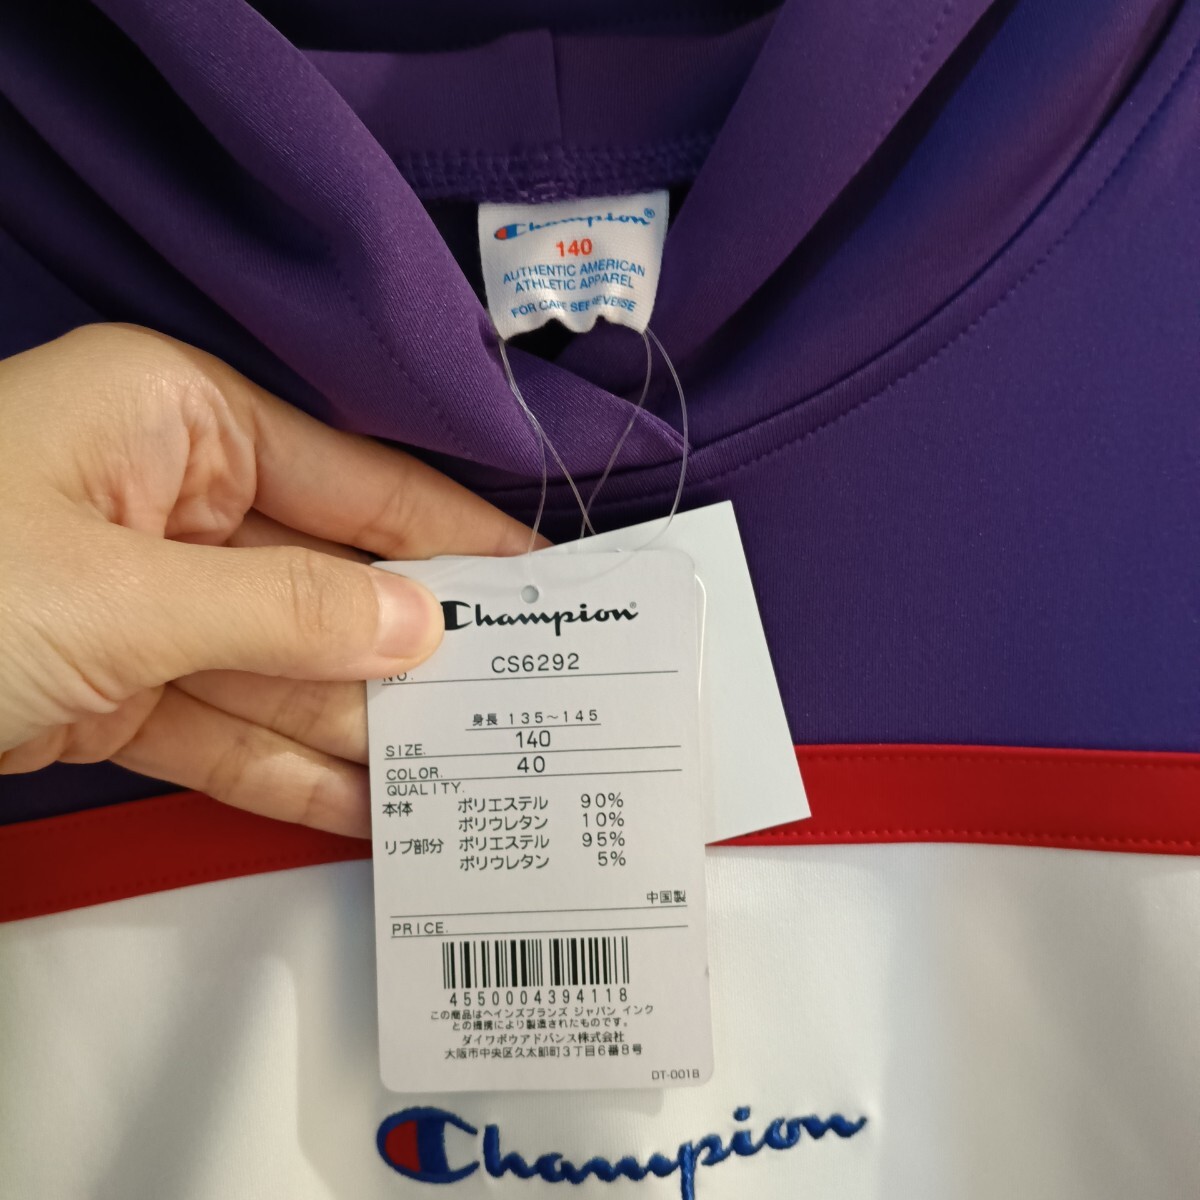 Champion®
140
AUTHENTIC AMERICAN
ATHLETIC APPAREL
FOR CARE SEE REVERSE
Champion®
NO. CS6292
身長 135～145
SIZE. 140
COLOR. 40
QUALITY.
本体 ポリエステル 90%
ポリウレタン 10%
リブ部分 ポリエステル 95%
ポリウレタン 5%
中国製
PRICE.
4550004394118
この商品はヘインズブランズ ジャパン インク
との提携により製造されたものです。
ダイワボウアドバンス株式会社
大阪市中央区久太郎町3丁目6番8号
DT-001B
Champion